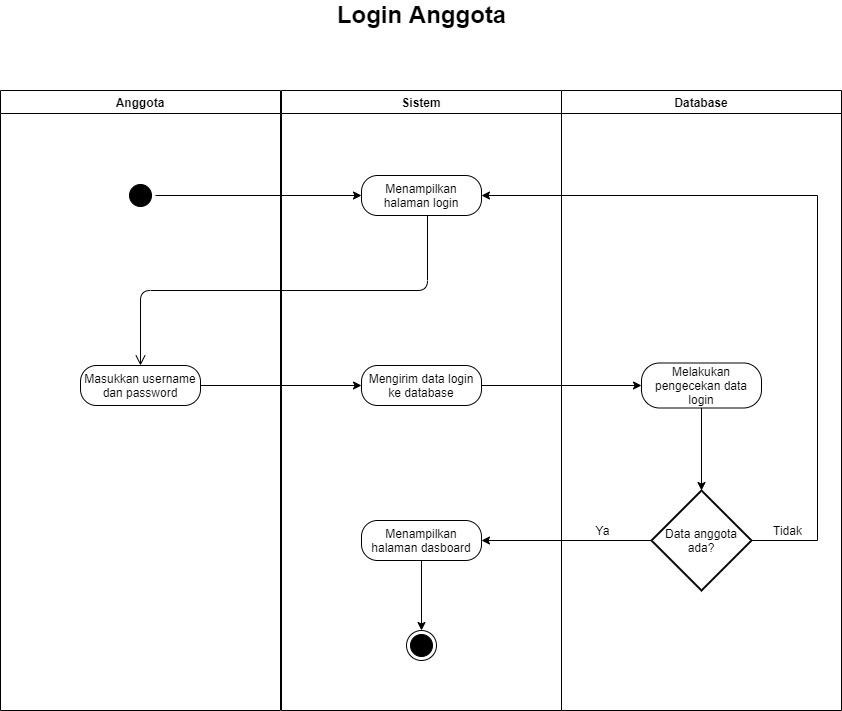 Login Anggota
Anggota
Sistem
Database
Menampilkan
halaman login
Masukkan username
dan password
Mengirim data login
ke database
Melakukan
pengecekan data
login
Menampilkan
halaman dasboard
Ya
Data anggota
ada?
Tidak